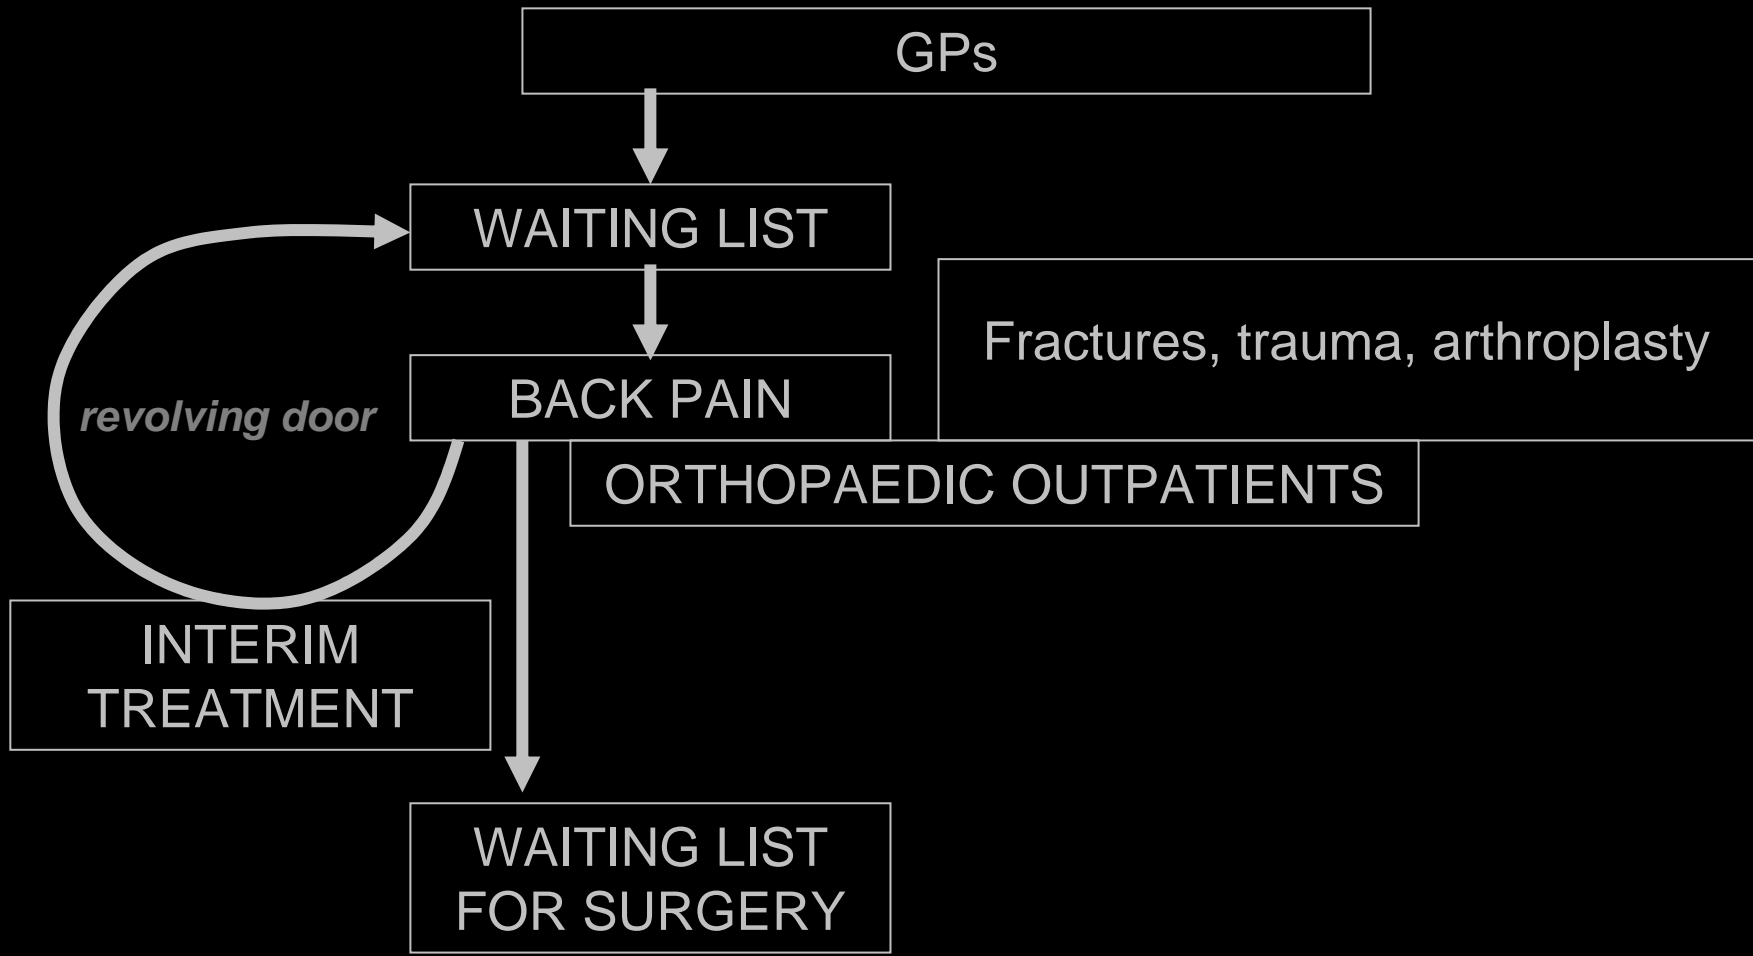 GPs
WAITING LIST
Fractures, trauma, arthroplasty
BACK PAIN
revolving door
ORTHOPAEDIC OUTPATIENTS
INTERIM
TREATMENT
WAITING LIST
FOR SURGERY